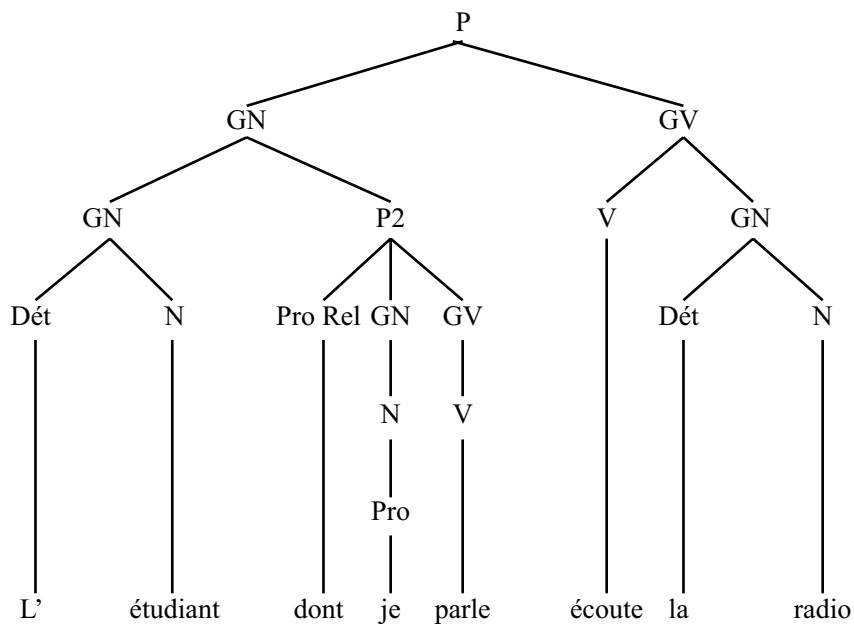 P
GN GV
GN P2 V GN
Dét N Pro Rel GN GV Dét N
N V
Pro
L’ étudiant dont je parle écoute la radio